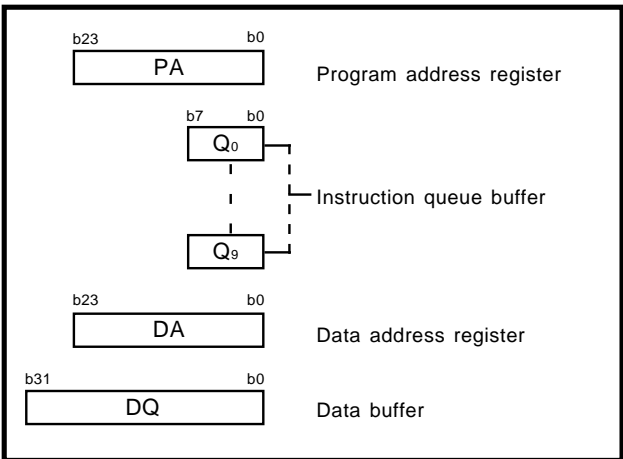 b23 b0
PA
Program address register
b7 b0
Q0
Instruction queue buffer
Q9
b23 b0
DA
Data address register
b31 b0
DQ
Data buffer